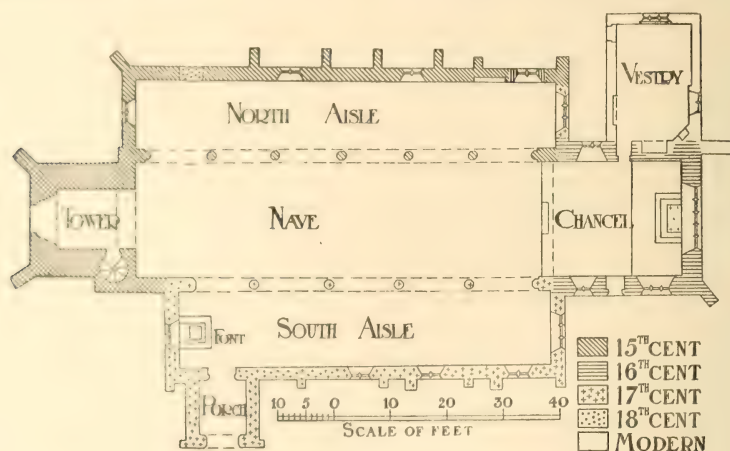 VESTRY
NORTH AISLE
TOWER
NAVE
CHANCEL
SOUTH AISLE
FONT
PORCH
15TH CENT
16TH CENT
17TH CENT
18TH CENT
MODERN
10 5 0 10 20 30 40
SCALE OF FEET